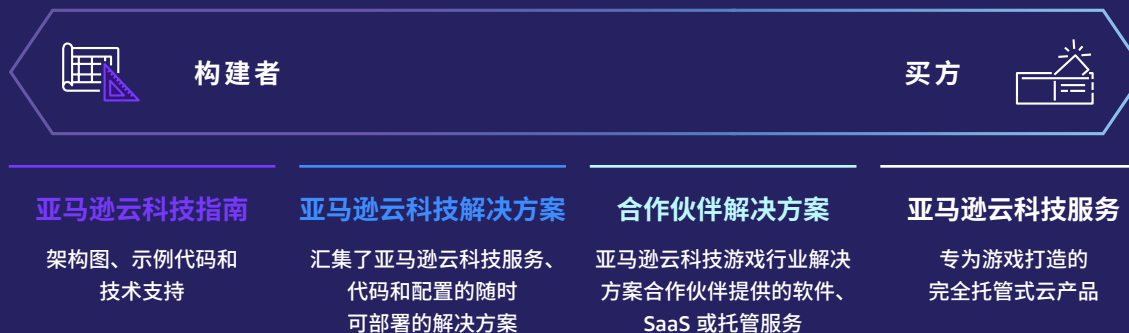 构建者
买方
亚马逊云科技指南
架构图、示例代码和
技术支持
亚马逊云科技解决方案
汇集了亚马逊云科技服务、
代码和配置的随时
可部署的解决方案
合作伙伴解决方案
亚马逊云科技游戏行业解决
方案合作伙伴提供的软件、
SaaS 或托管服务
亚马逊云科技服务
专为游戏打造的
完全托管式云产品